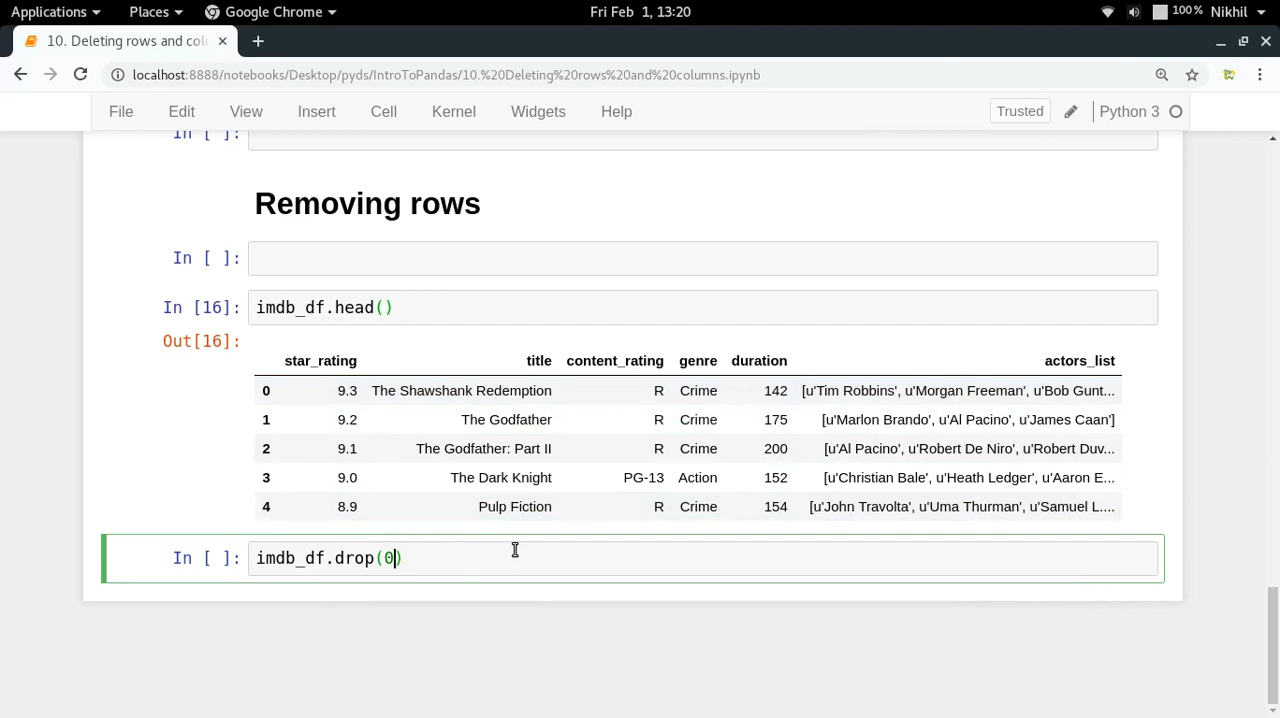 Applications Places Google Chrome Fri Feb 1, 13:20 100% Nikhil
10. Deleting rows and colu
localhost:8888/notebooks/Desktop/pyds/IntroToPandas/10.%20Deleting%20rows%20and%20columns.ipynb
File Edit View Insert Cell Kernel Widgets Help Trusted Python 3
In [ ]:
Removing rows
In [ ]:
In [16]: imdb_df.head()
Out[16]:
star_rating title content_rating genre duration actors_list
0 9.3 The Shawshank Redemption R Crime 142 [u'Tim Robbins', u'Morgan Freeman', u'Bob Gunt...
1 9.2 The Godfather R Crime 175 [u'Marlon Brando', u'Al Pacino', u'James Caan']
2 9.1 The Godfather: Part II R Crime 200 [u'Al Pacino', u'Robert De Niro', u'Robert Duv...
3 9.0 The Dark Knight PG-13 Action 152 [u'Christian Bale', u'Heath Ledger', u'Aaron E...
4 8.9 Pulp Fiction R Crime 154 [u'John Travolta', u'Uma Thurman', u'Samuel L....
In [ ]: imdb_df.drop(0)